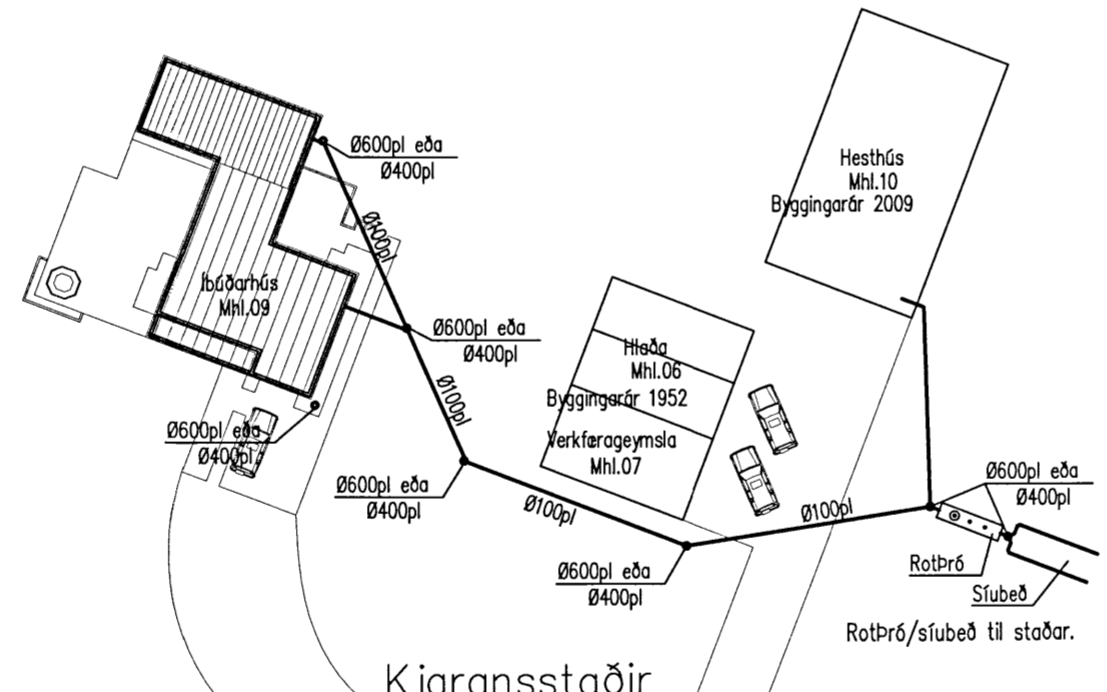 Ø600pl eða
Ø400pl
Hesthús
Mhl.10
Byggingarár 2009
Ø100pl
Íbúðarhús
Mhl.09
Ø600pl eða
Ø400pl
Hlaða
Mhl.06
Byggingarár 1952
Ø100pl
Verkfærageymsla
Mhl.07
Ø600pl eða
Ø400pl
Ø600pl eða
Ø400pl
Ø100pl
Ø100pl
Ø600pl eða
Ø400pl
Ø600pl eða
Ø400pl
Rotþró
Síubeð
Rotþró/síubeð til staðar.
Kjaransstaðir